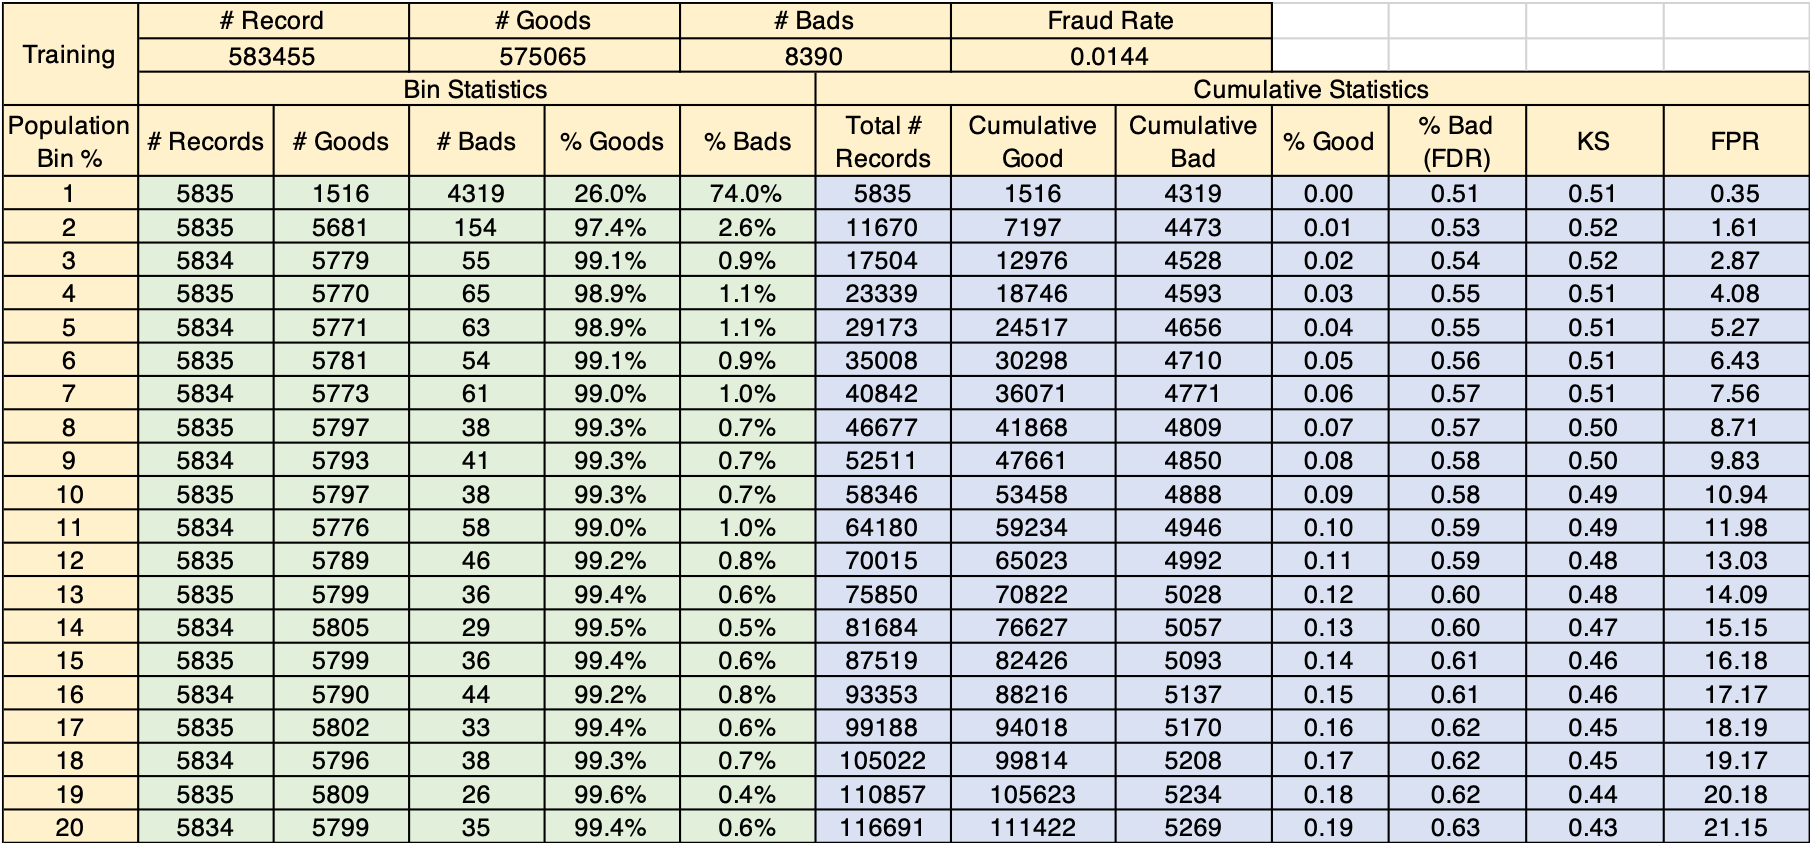 Training # Record # Goods # Bads Fraud Rate
583455 575065 8390 0.0144
Bin Statistics Cumulative Statistics
Population Bin % # Records # Goods # Bads % Goods % Bads Total # Records Cumulative Good Cumulative Bad % Good % Bad (FDR) KS FPR
1 5835 1516 4319 26.0% 74.0% 5835 1516 4319 0.00 0.51 0.51 0.35
2 5835 5681 154 97.4% 2.6% 11670 7197 4473 0.01 0.53 0.52 1.61
3 5834 5779 55 99.1% 0.9% 17504 12976 4528 0.02 0.54 0.52 2.87
4 5835 5770 65 98.9% 1.1% 23339 18746 4593 0.03 0.55 0.51 4.08
5 5834 5771 63 98.9% 1.1% 29173 24517 4656 0.04 0.55 0.51 5.27
6 5835 5781 54 99.1% 0.9% 35008 30298 4710 0.05 0.56 0.51 6.43
7 5834 5773 61 99.0% 1.0% 40842 36071 4771 0.06 0.57 0.51 7.56
8 5835 5797 38 99.3% 0.7% 46677 41868 4809 0.07 0.57 0.50 8.71
9 5834 5793 41 99.3% 0.7% 52511 47661 4850 0.08 0.58 0.50 9.83
10 5835 5797 38 99.3% 0.7% 58346 53458 4888 0.09 0.58 0.49 10.94
11 5834 5776 58 99.0% 1.0% 64180 59234 4946 0.10 0.59 0.49 11.98
12 5835 5789 46 99.2% 0.8% 70015 65023 4992 0.11 0.59 0.48 13.03
13 5835 5799 36 99.4% 0.6% 75850 70822 5028 0.12 0.60 0.48 14.09
14 5834 5805 29 99.5% 0.5% 81684 76627 5057 0.13 0.60 0.47 15.15
15 5835 5799 36 99.4% 0.6% 87519 82426 5093 0.14 0.61 0.46 16.18
16 5834 5790 44 99.2% 0.8% 93353 88216 5137 0.15 0.61 0.46 17.17
17 5835 5802 33 99.4% 0.6% 99188 94018 5170 0.16 0.62 0.45 18.19
18 5834 5796 38 99.3% 0.7% 105022 99814 5208 0.17 0.62 0.45 19.17
19 5835 5809 26 99.6% 0.4% 110857 105623 5234 0.18 0.62 0.44 20.18
20 5834 5799 35 99.4% 0.6% 116691 111422 5269 0.19 0.63 0.43 21.15